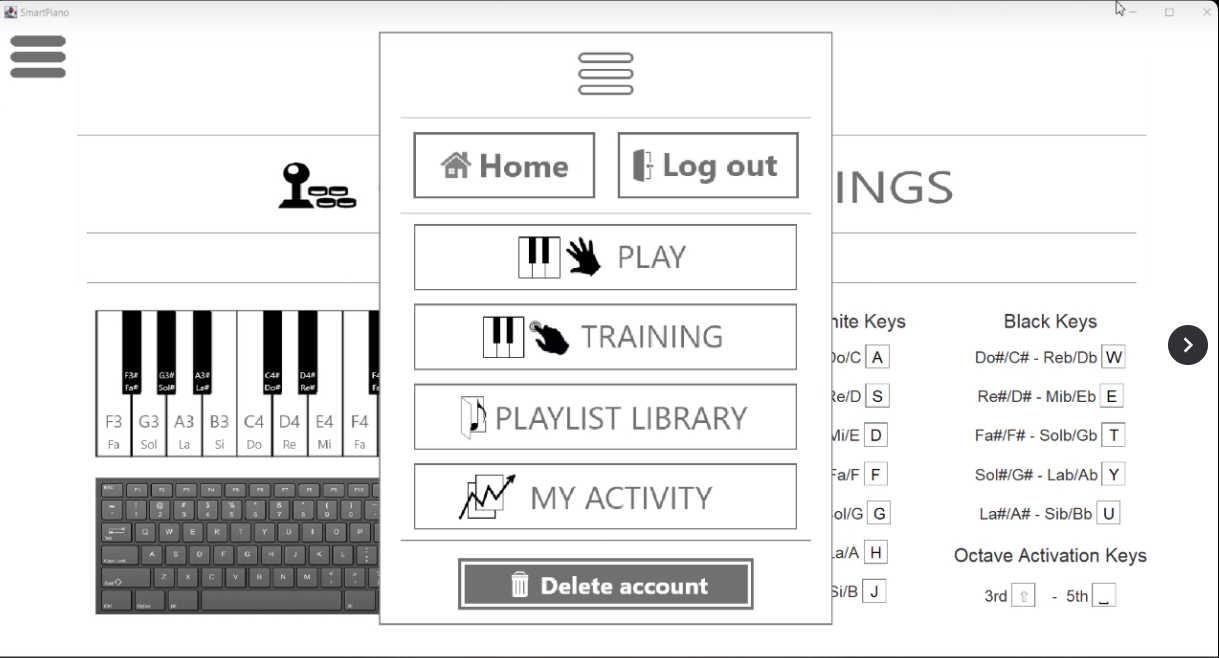 SmartPiano
Home
Log out
INGS
PLAY
TRAINING
PLAYLIST LIBRARY
MY ACTIVITY
Delete account
F3# G3# A3# C4# D4#
Fa# Sol# La# Do# Re#
F3 G3 A3 B3 C4 D4 E4 F4
Fa Sol La Si Do Re Mi Fa
Q W E R T Y U I O P
A S D F G H J K L
Z X C V B N M
hite Keys
Do/C A
Re/D S
Mi/E D
Fa/F F
ol/G G
La/A H
Si/B J
Black Keys
Do#/C# - Reb/Db W
Re#/D# - Mib/Eb E
Fa#/F# - Solb/Gb T
Sol#/G# - Lab/Ab Y
La#/A# - Sib/Bb U
Octave Activation Keys
3rd ⇧ - 5th ⎵